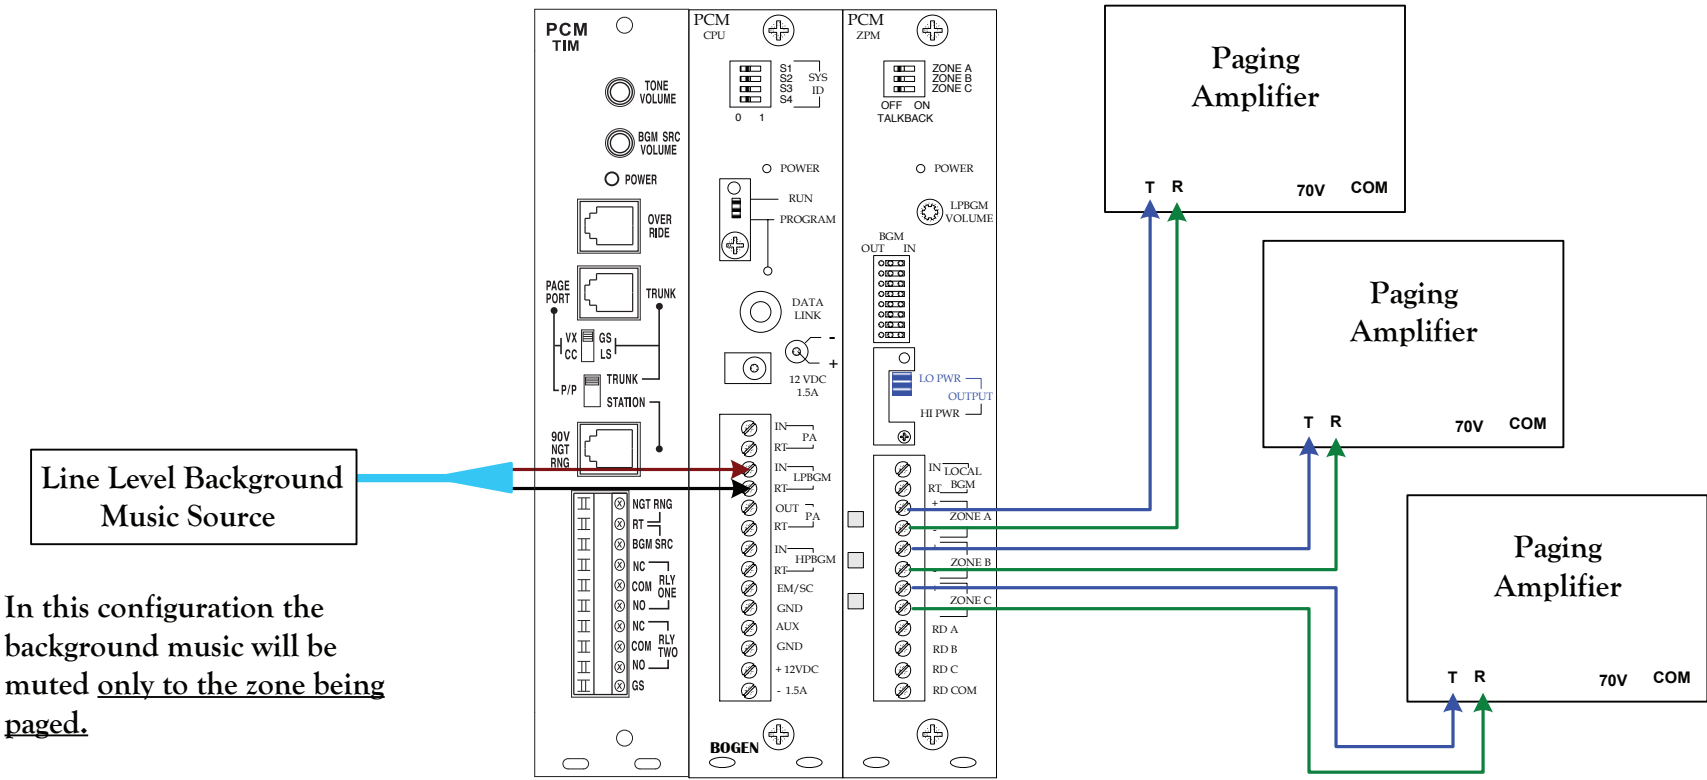 PCM
TIM
TONE
VOLUME
BGM SRC
VOLUME
POWER
OVER
RIDE
PAGE
PORT
TRUNK
VX
GS
CC
LS
P/P
TRUNK
STATION
90V
NGT
RNG
NGT RNG
RT
BGM SRC
NC
COM
NO
RLY
ONE
NC
COM
NO
RLY
TWO
GS
PCM
CPU
S1
S2
S3
S4
SYS
ID
0 1
POWER
RUN
PROGRAM
DATA
LINK
-
+
12 VDC
1.5A
IN
RT
PA
IN
RT
LPBGM
OUT
RT
PA
IN
RT
HPBGM
EM/SC
GND
AUX
GND
+ 12VDC
- 1.5A
BOGEN
PCM
ZPM
ZONE A
ZONE B
ZONE C
OFF ON
TALKBACK
POWER
LPBGM
VOLUME
BGM
OUT IN
LO PWR
OUTPUT
HI PWR
IN
RT
LOCAL
BGM
+
-
ZONE A
+
-
ZONE B
+
ZONE C
RD A
RD B
RD C
RD COM
Line Level Background
Music Source
In this configuration the
background music will be
muted only to the zone being
paged.
Paging
Amplifier
T R 70V COM
Paging
Amplifier
T R 70V COM
Paging
Amplifier
T R 70V COM